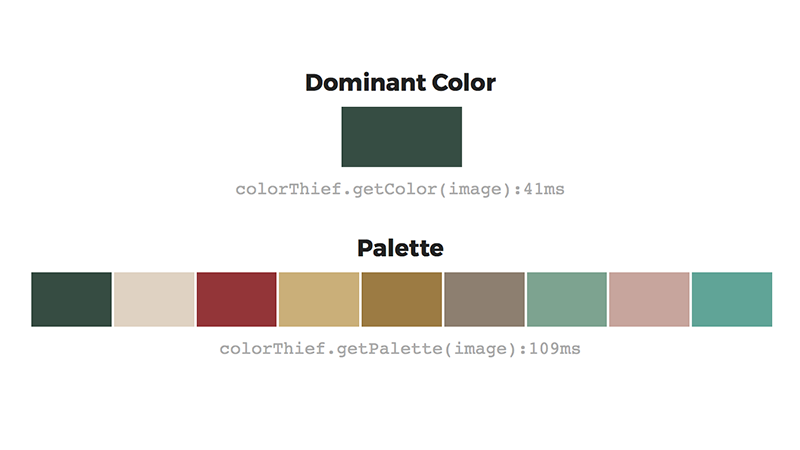 Dominant Color
colorThief.getColor(image):41ms
Palette
colorThief.getPalette(image):109ms